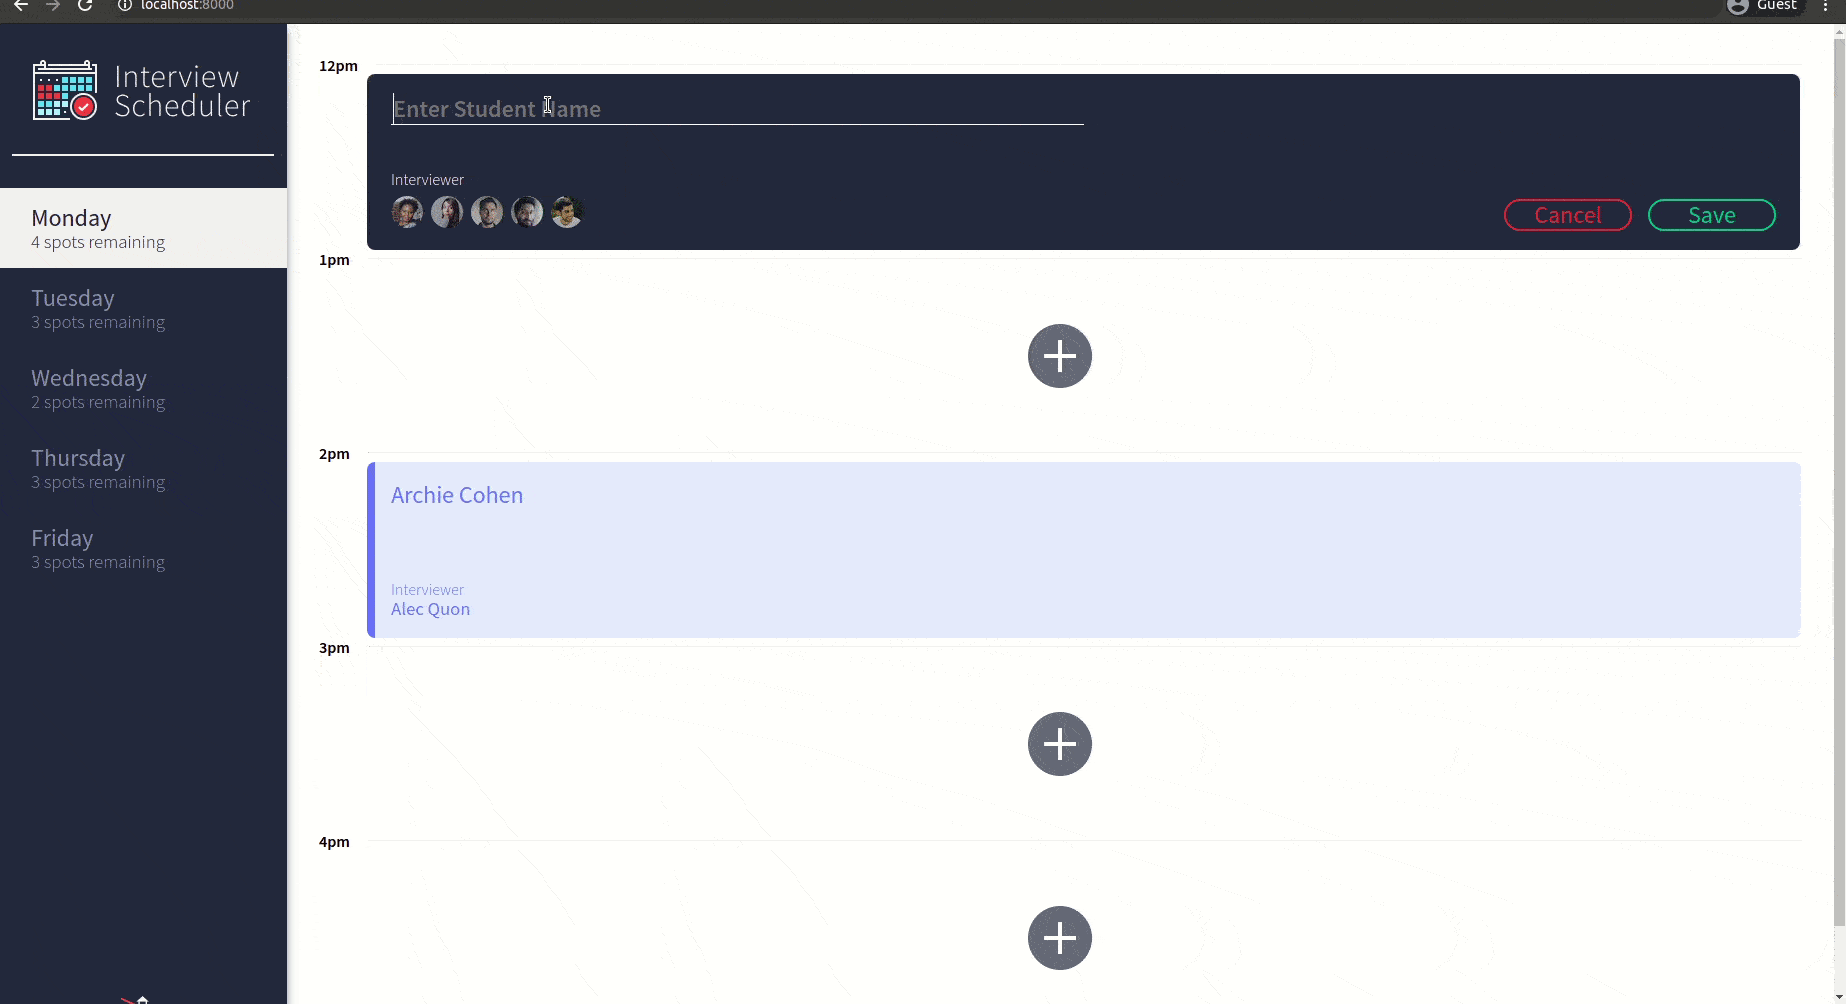 localhost:8000
Guest
Interview
Scheduler
Monday
4 spots remaining
Tuesday
3 spots remaining
Wednesday
2 spots remaining
Thursday
3 spots remaining
Friday
3 spots remaining
12pm
Enter Student Name
Interviewer
Cancel
Save
1pm
2pm
Archie Cohen
Interviewer
Alec Quon
3pm
4pm